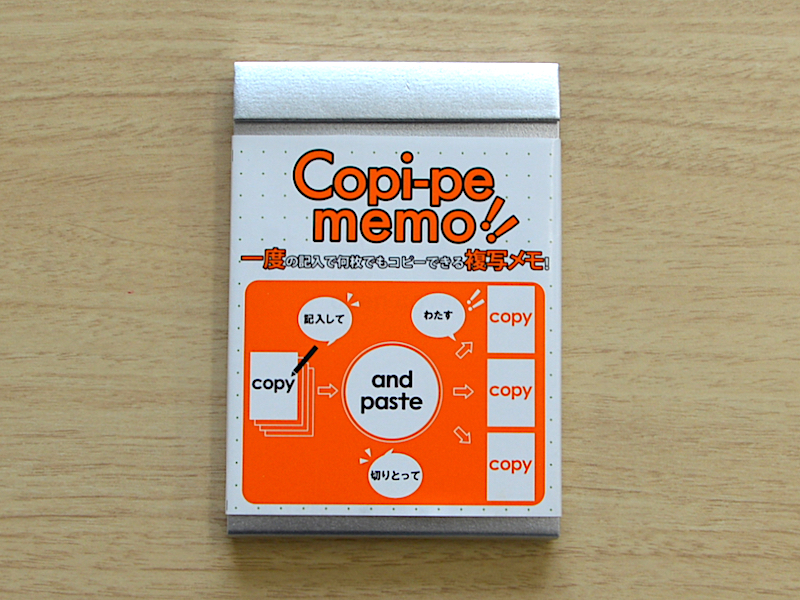 Copi-pe
memo!!
一度の記入で何枚でもコピーできる複写メモ!
記入して
わたす
copy
copy
and
paste
copy
切りとって
copy